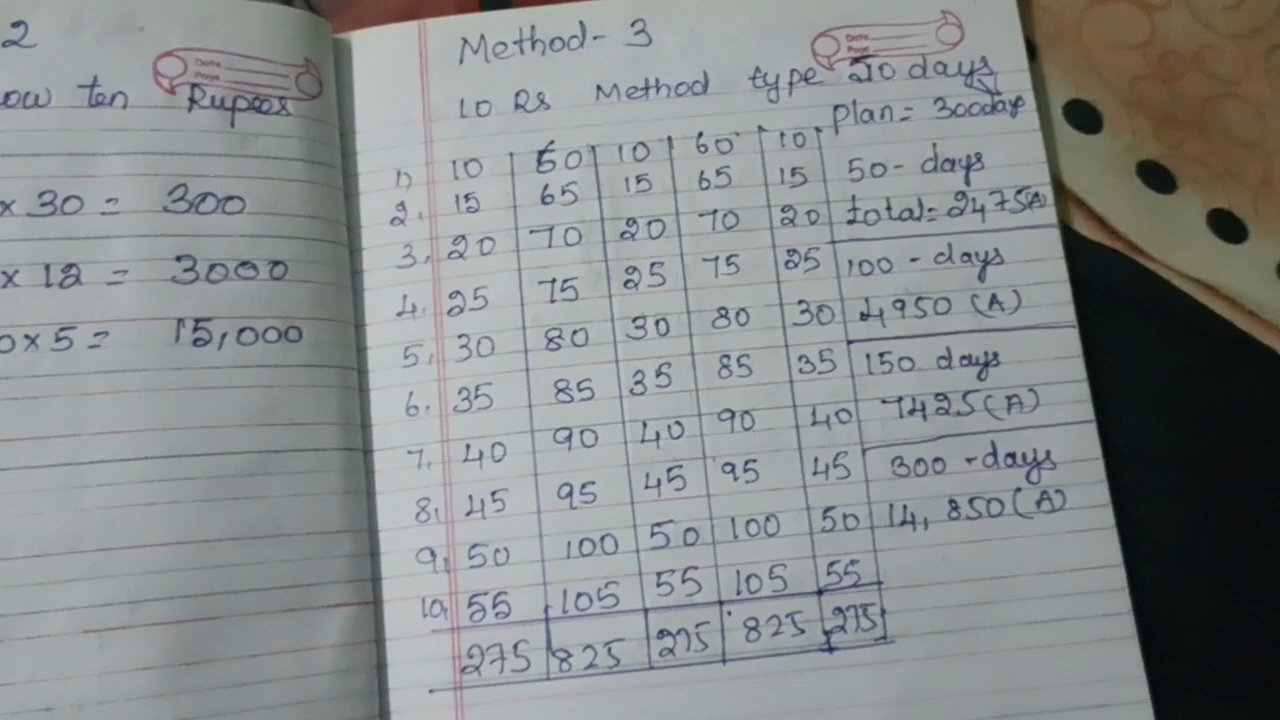 2
ow ten Rupees
Date
Page
x 30 = 300
x 12 = 3000
0 x 5 = 15,000
Method - 3
Date
Page
10 Rs Method type 10 days
Plan = 300days
1) 10 60 10 60 10
2. 15 65 15 65 15 50 - days
3. 20 70 20 70 20 total = 2475(A)
4. 25 75 25 75 25 100 - days
5. 30 80 30 80 30 4950 (A)
6. 35 85 35 85 35 150 days
7. 40 90 40 90 40 7425 (A)
8. 45 95 45 95 45 300 - days
9. 50 100 50 100 50 14, 850 (A)
10. 55 105 55 105 55
275 825 275 825 275